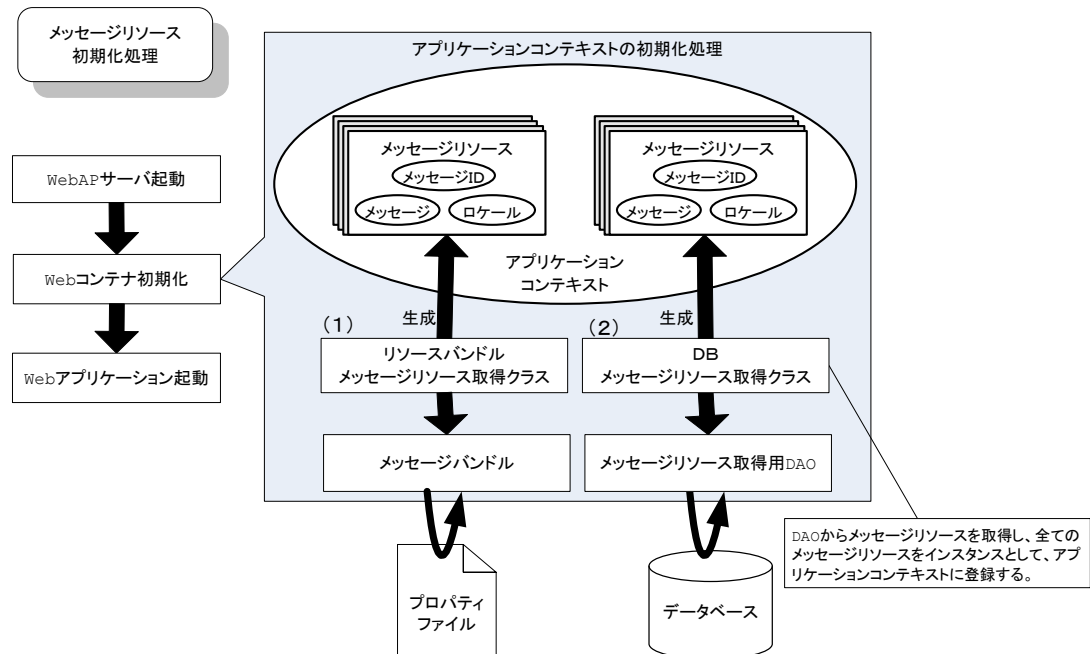 メッセージリソース
初期化処理
アプリケーションコンテキストの初期化処理
メッセージリソース
メッセージID
メッセージ
ロケール
メッセージリソース
メッセージID
メッセージ
ロケール
WebAPサーバ起動
Webコンテナ初期化
Webアプリケーション起動
アプリケーション
コンテキスト
(1)
生成
(2)
生成
リソースバンドル
メッセージリソース取得クラス
DB
メッセージリソース取得クラス
メッセージバンドル
メッセージリソース取得用DAO
DAOからメッセージリソースを取得し、全ての
メッセージリソースをインスタンスとして、アプ
リケーションコンテキストに登録する。
プロパティ
ファイル
データベース